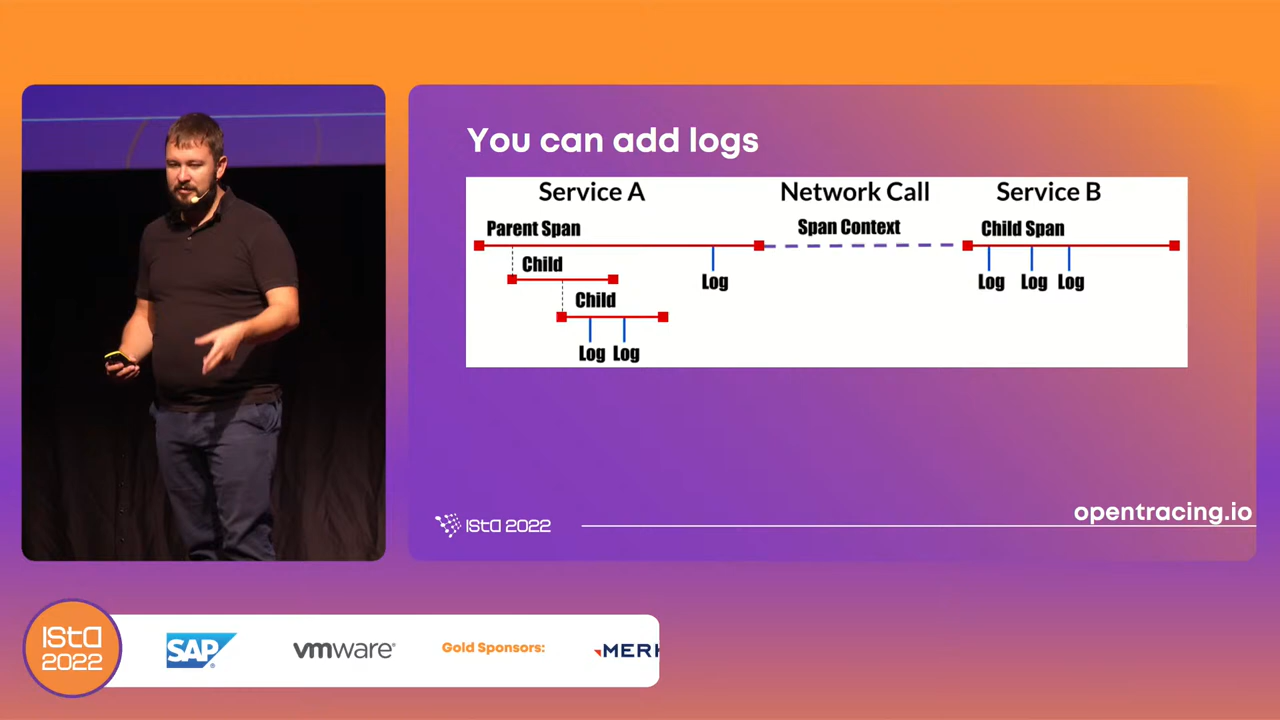 You can add logs
Service A
Network Call
Service B
Parent Span
Span Context
Child Span
Child
Log
Log Log Log
Child
Log Log
ISTA 2022
opentracing.io
ISTA
2022
SAP
vmware
Gold Sponsors: